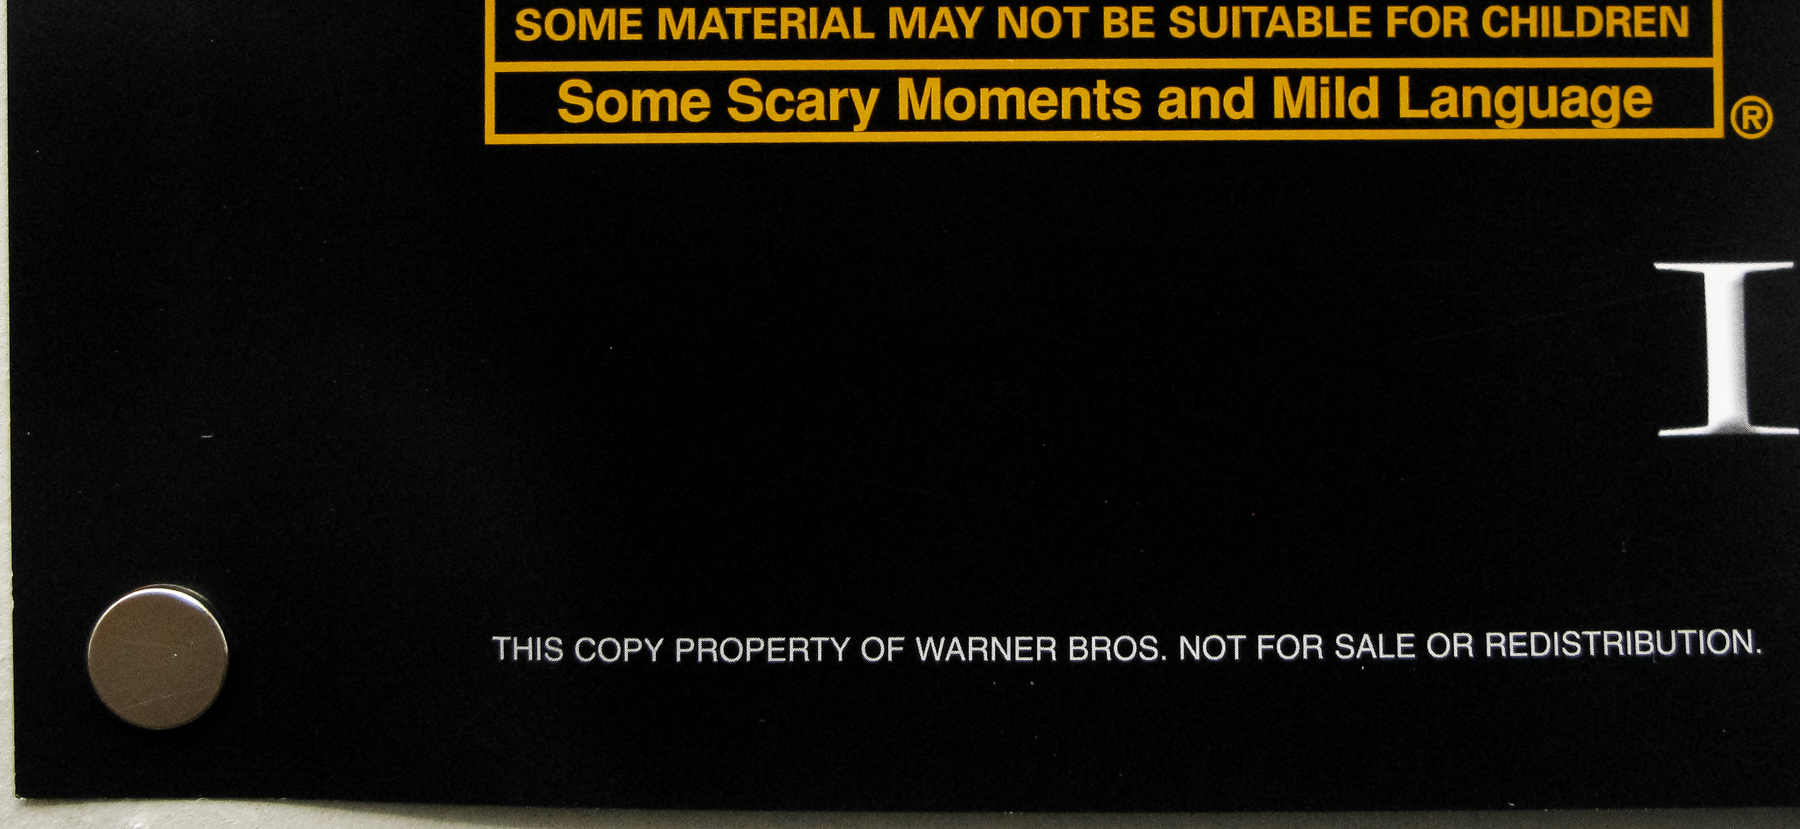 SOME MATERIAL MAY NOT BE SUITABLE FOR CHILDREN
Some Scary Moments and Mild Language
®
I
THIS COPY PROPERTY OF WARNER BROS. NOT FOR SALE OR REDISTRIBUTION.